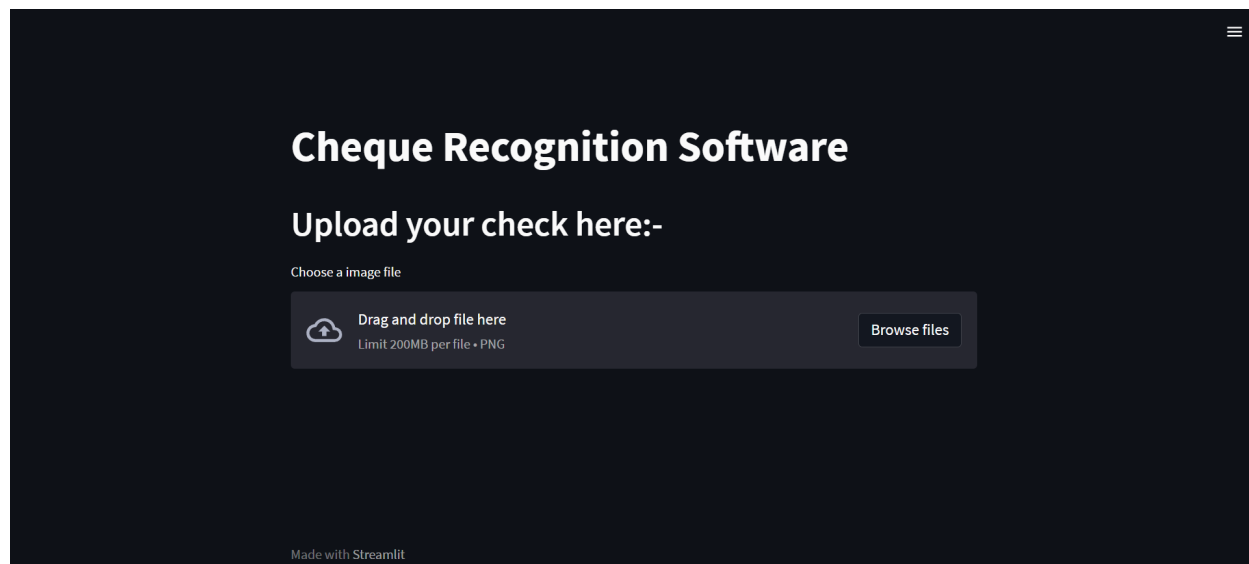 Cheque Recognition Software
Upload your check here:-
Choose a image file
Drag and drop file here
Limit 200MB per file • PNG
Browse files
Made with Streamlit